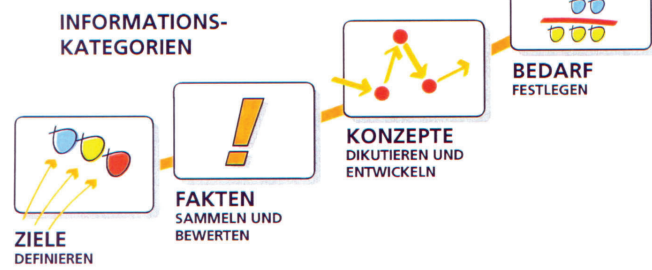 INFORMATIONS-
KATEGORIEN
BEDARF
FESTLEGEN
KONZEPTE
DIKUTIEREN UND
ENTWICKELN
FAKTEN
SAMMELN UND
BEWERTEN
ZIELE
DEFINIEREN